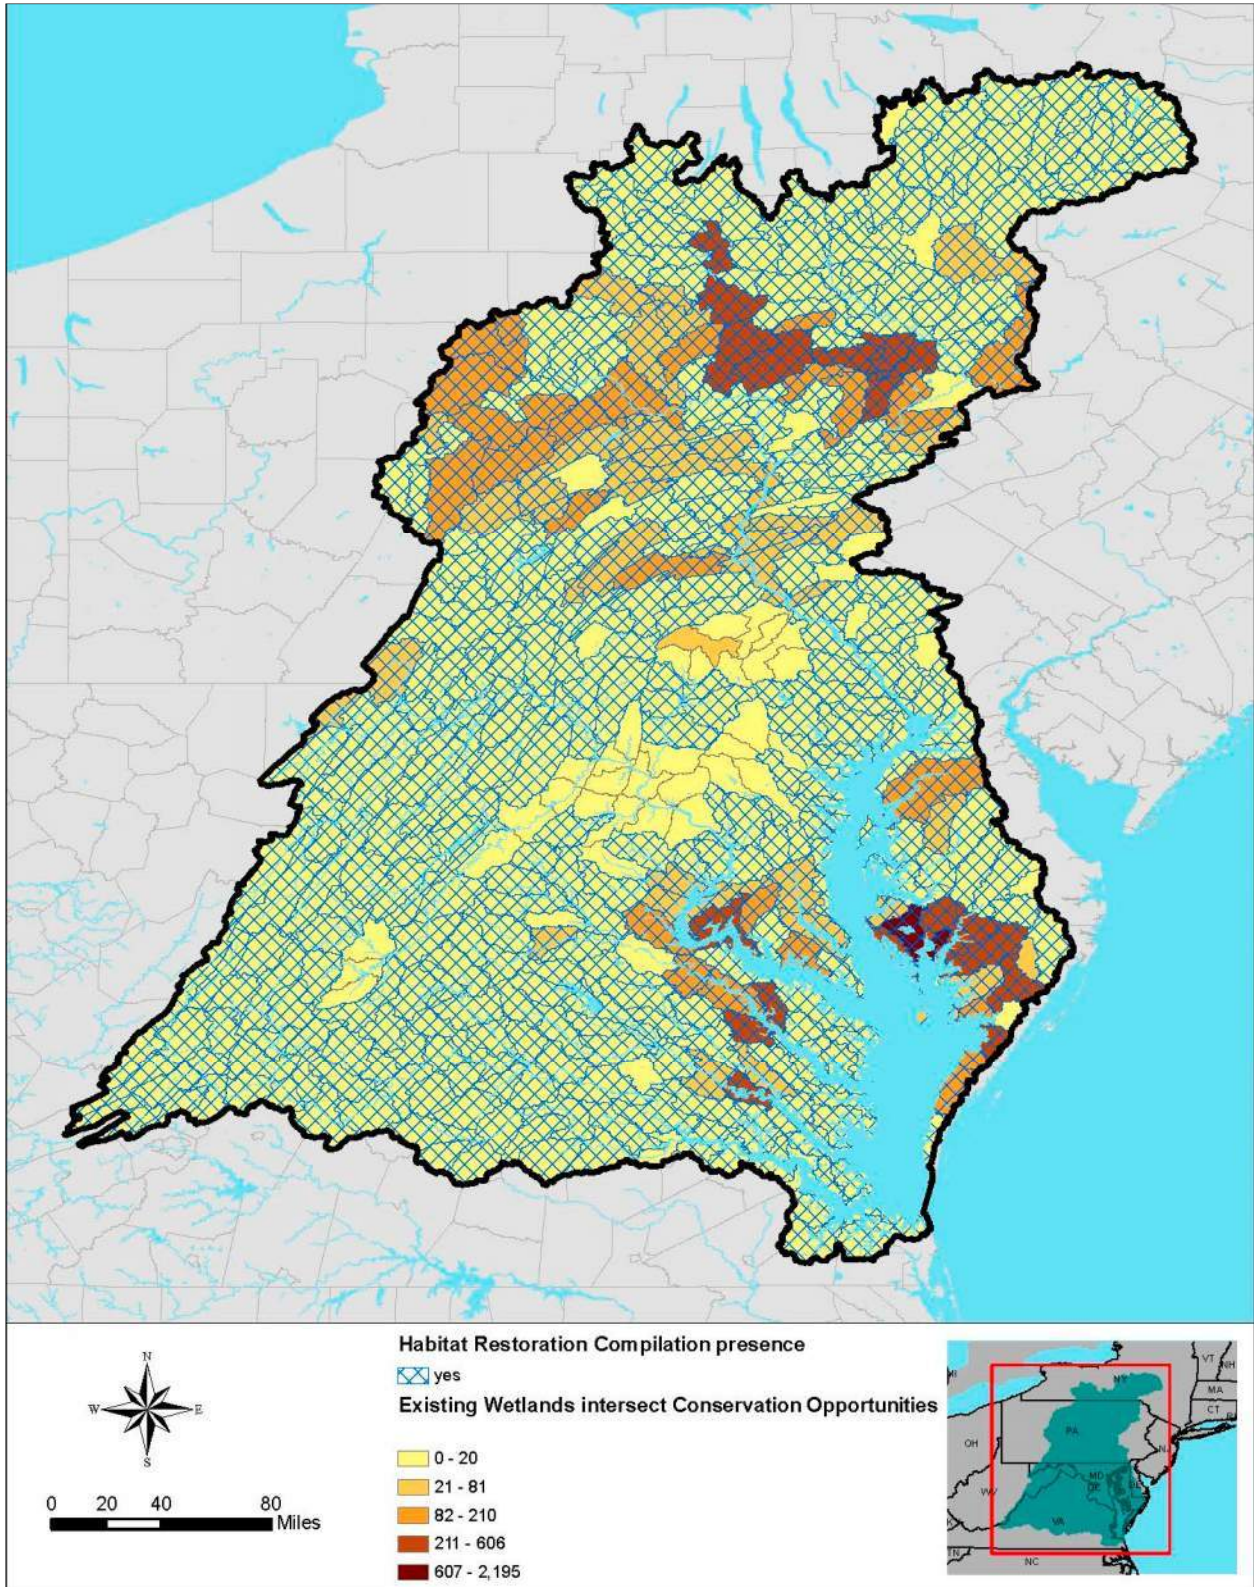 Habitat Restoration Compilation presence
yes
Existing Wetlands intersect Conservation Opportunities
0 - 20
21 - 81
82 - 210
211 - 606
607 - 2,195
N
W E
S
0 20 40 80
Miles
VT NH
NY
MA
CT
PA
OH
NJ
MD
DC
DE
WV
VA
TN
NC